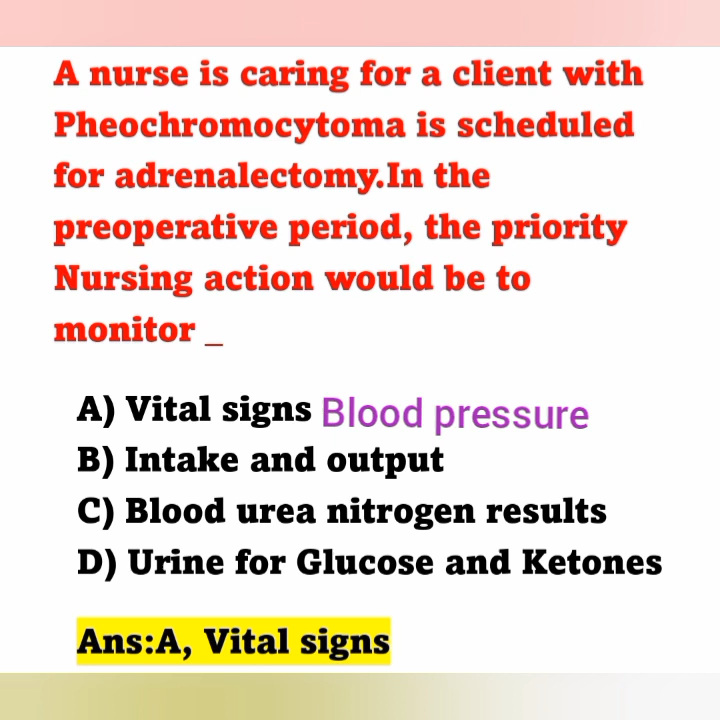 A nurse is caring for a client with
Pheochromocytoma is scheduled
for adrenalectomy.In the
preoperative period, the priority
Nursing action would be to
monitor _
A) Vital signs Blood pressure
B) Intake and output
C) Blood urea nitrogen results
D) Urine for Glucose and Ketones
Ans:A, Vital signs